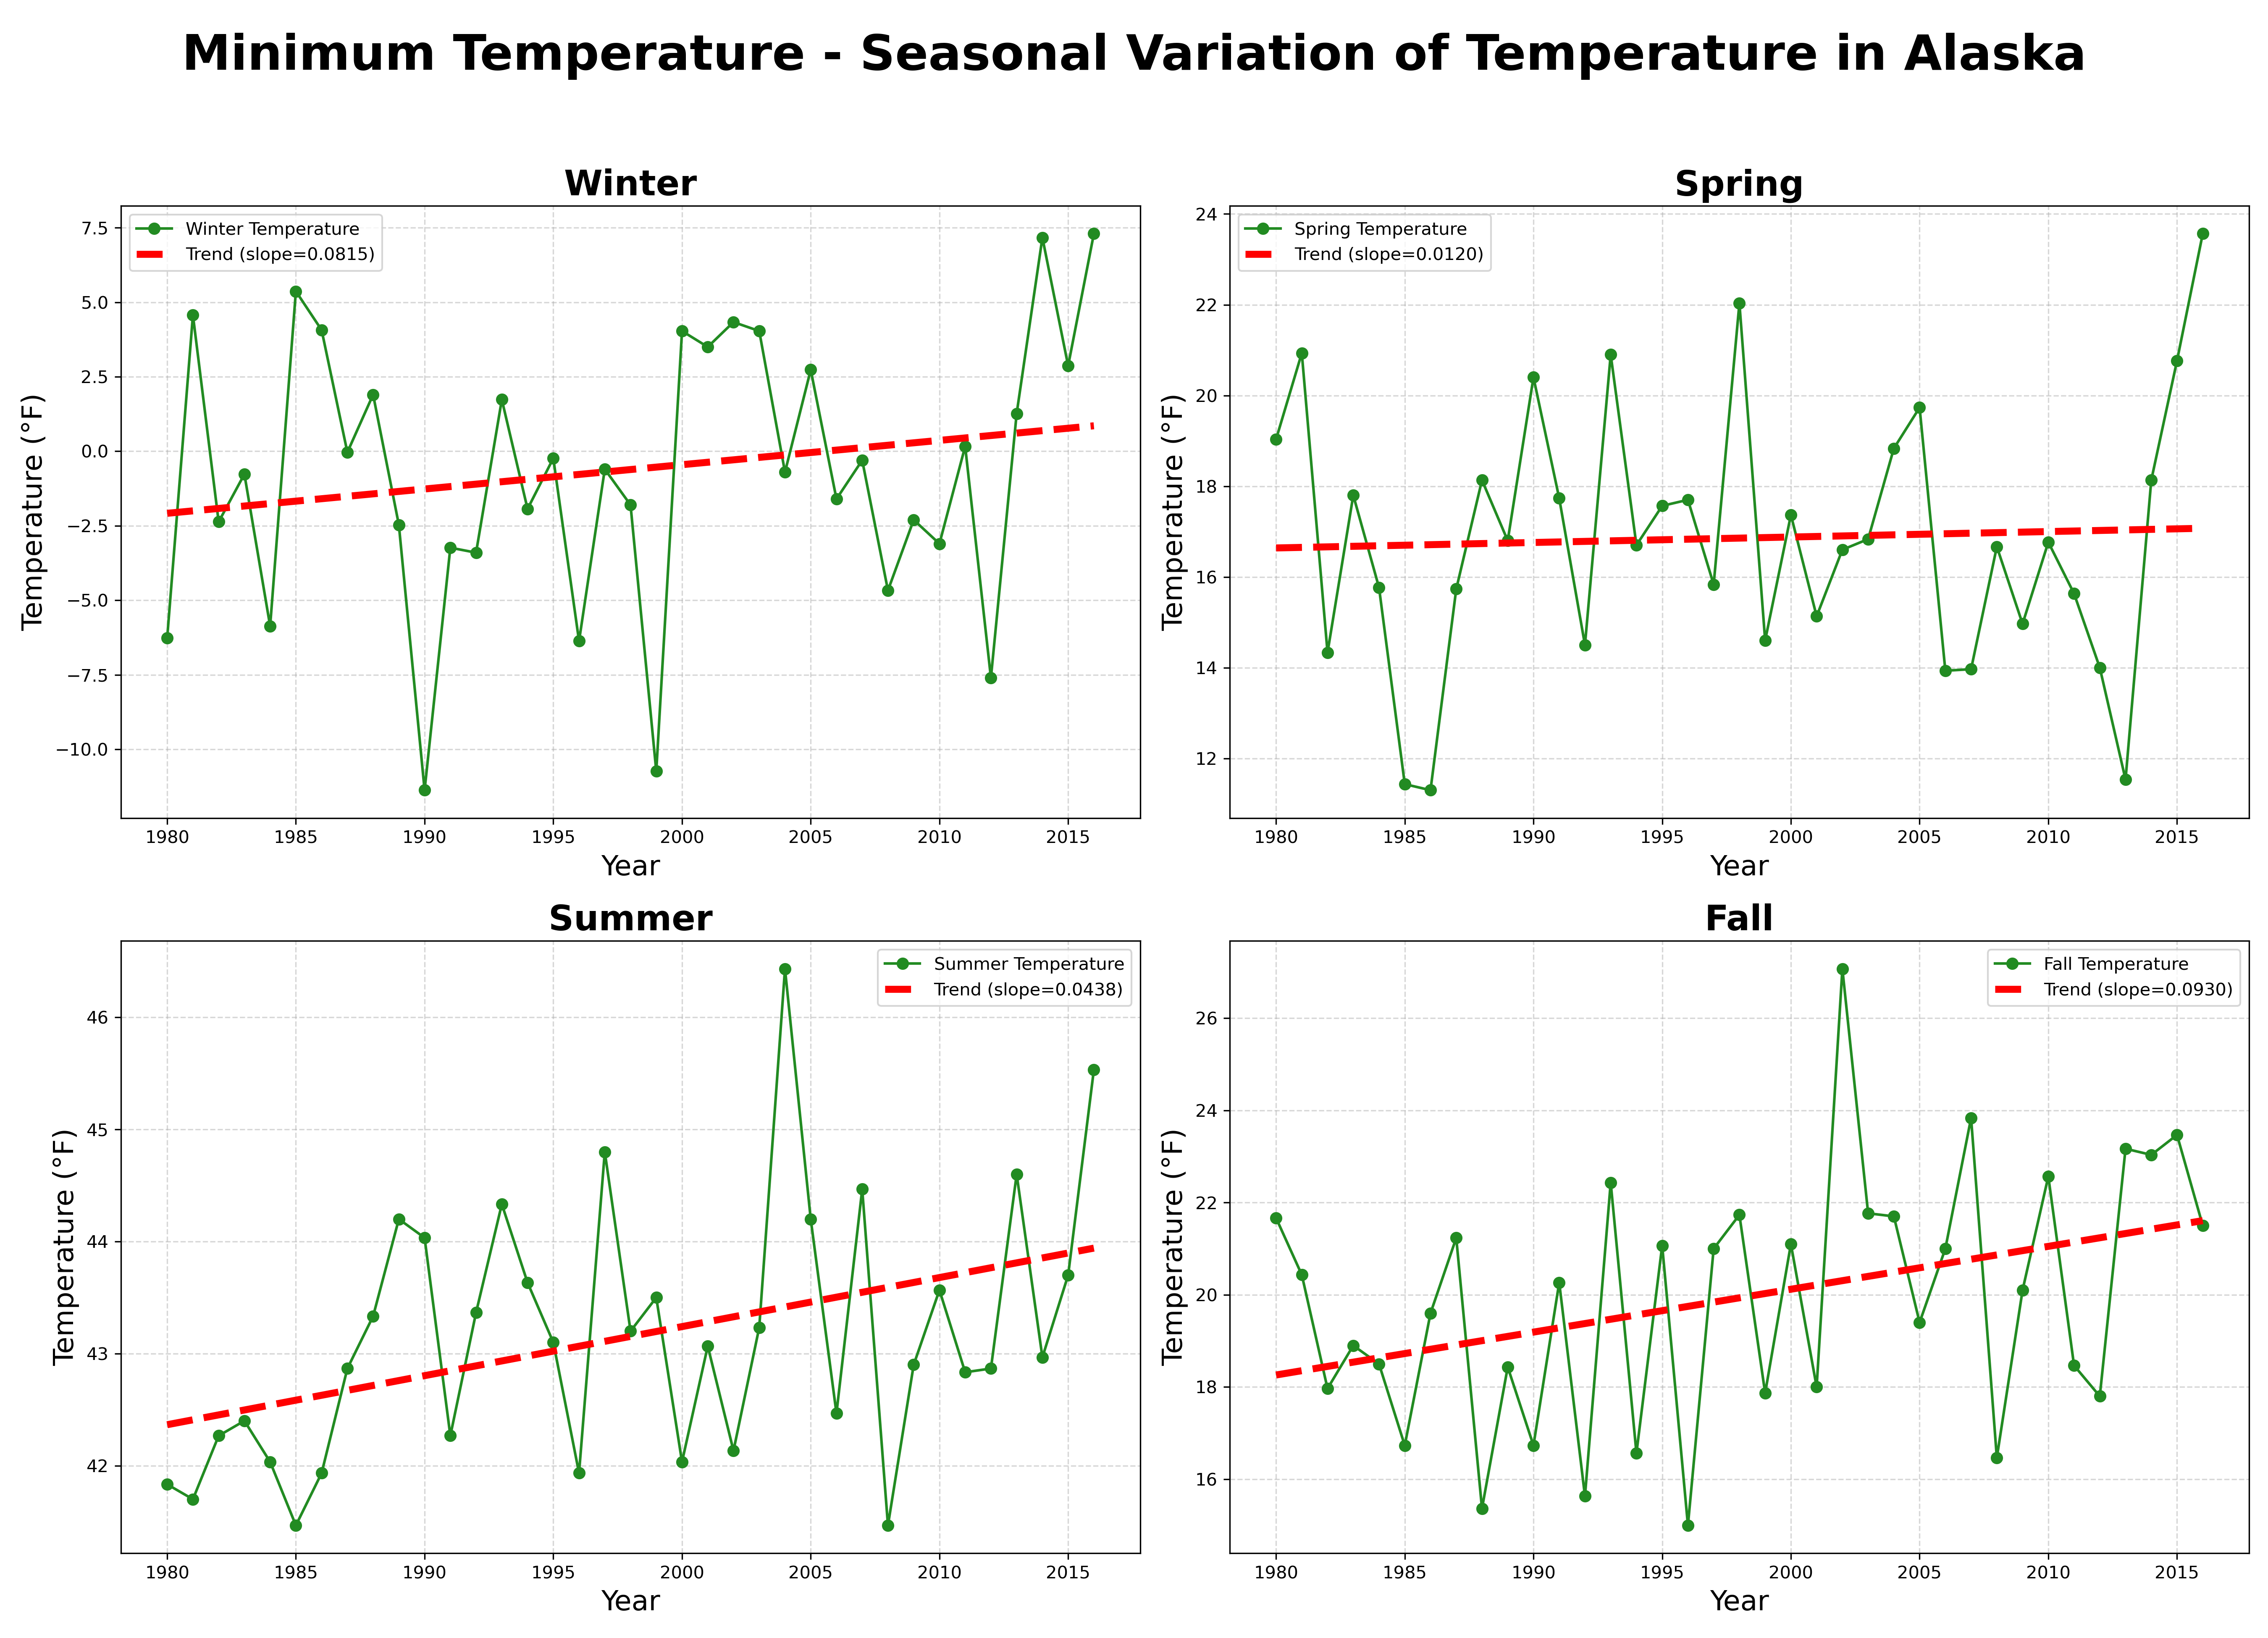 Minimum Temperature - Seasonal Variation of Temperature in Alaska
Winter
Winter Temperature
Trend (slope=0.0815)
7.5
5.0
2.5
0.0
−2.5
−5.0
−7.5
−10.0
Temperature (°F)
1980 1985 1990 1995 2000 2005 2010 2015
Year
Spring
Spring Temperature
Trend (slope=0.0120)
24
22
20
18
16
14
12
Temperature (°F)
1980 1985 1990 1995 2000 2005 2010 2015
Year
Summer
Summer Temperature
Trend (slope=0.0438)
46
45
44
43
42
Temperature (°F)
1980 1985 1990 1995 2000 2005 2010 2015
Year
Fall
Fall Temperature
Trend (slope=0.0930)
26
24
22
20
18
16
Temperature (°F)
1980 1985 1990 1995 2000 2005 2010 2015
Year